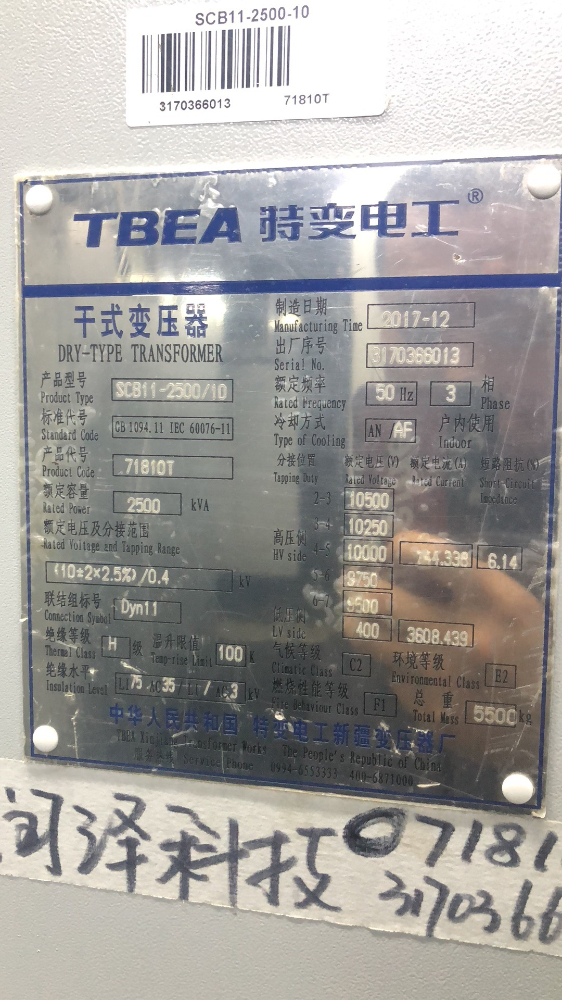 SCB11-2500-10
3170366013 71810T
TBEA 特变电工®
干式变压器
DRY-TYPE TRANSFORMER
产品型号
Product Type SCB11-2500/10
标准代号
Standard Code GB 1094.11 IEC 60076-11
产品代号
Product Code 71810T
额定容量
Rated Power 2500 kVA
额定电压及分接范围
Rated Voltage and Tapping Range
(10±2×2.5%)/0.4 kV
联结组标号
Connection Symbol Dyn11
绝缘等级
Thermal Class H 级
温升限值
Temp-rise Limit 100 K
绝缘水平
Insulation Level LI75 AC35/LI/AC3 kV
制造日期
Manufacturing Time 2017-12
出厂序号
Serial No. 3170366013
额定频率
Rated Frequency 50 Hz 3 相
Phase
冷却方式
Type of Cooling AN/AF 户内使用
Indoor
分接位置 额定电压(V) 额定电流(A) 短路阻抗(%)
Tapping Duty Rated Voltage Rated Current Short-Circuit
Impedance
2-3 10500
3-4 10250
高压侧
HV side 4-5 10000 144.338 6.14
5-6 9750
6-7 9500
低压侧
LV side 400 3608.439
气候等级
Climatic Class C2
环境等级
Environmental Class E2
燃烧性能等级
Fire Behaviour Class F1
总重
Total Mass 5500 kg
中华人民共和国 特变电工新疆变压器厂
TBEA Xinjiang Transformer Works The People's Republic of China
服务热线 Service Phone 0994-6553333 400-6871000
润泽科技 07181
3170366